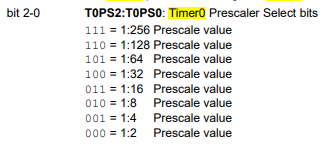 bit 2-0 T0PS2:T0PS0: Timer0 Prescaler Select bits
111 = 1:256 Prescale value
110 = 1:128 Prescale value
101 = 1:64 Prescale value
100 = 1:32 Prescale value
011 = 1:16 Prescale value
010 = 1:8 Prescale value
001 = 1:4 Prescale value
000 = 1:2 Prescale value